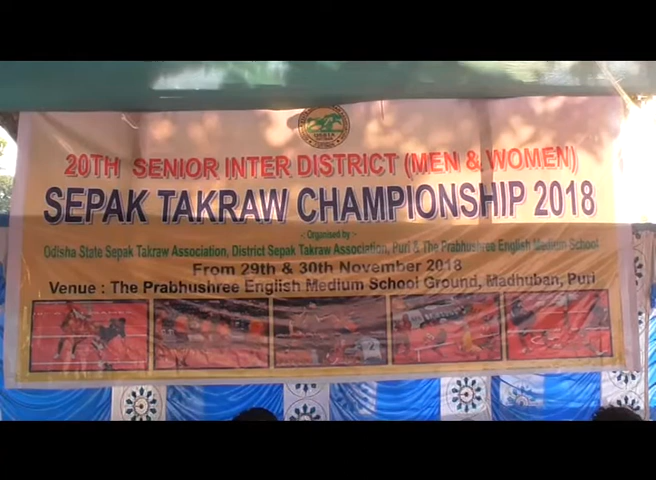 20TH SENIOR INTER DISTRICT (MEN & WOMEN)
SEPAK TAKRAW CHAMPIONSHIP 2018
< Organised by >
Odisha State Sepak Takraw Association, District Sepak Takraw Association, Puri & The Prabhushree English Medium School
From 29th & 30th November 2018
Venue : The Prabhushree English Medium School Ground, Madhuban, Puri